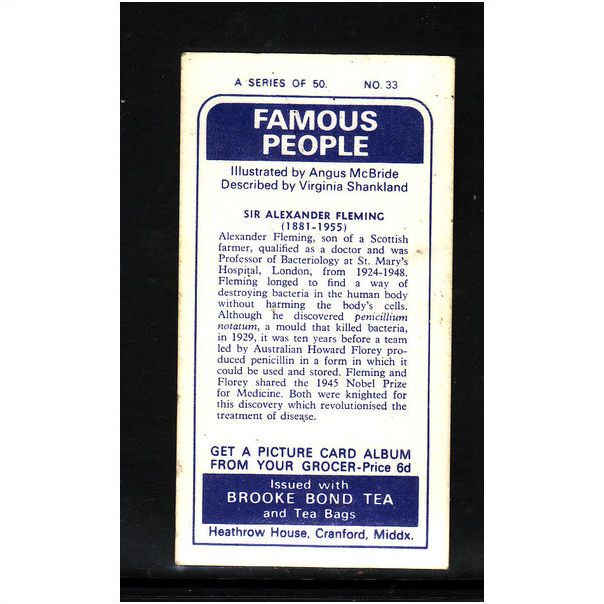 A SERIES OF 50. NO. 33
FAMOUS
PEOPLE
Illustrated by Angus McBride
Described by Virginia Shankland
SIR ALEXANDER FLEMING
(1881-1955)
Alexander Fleming, son of a Scottish
farmer, qualified as a doctor and was
Professor of Bacteriology at St. Mary's
Hospital, London, from 1924-1948.
Fleming longed to find a way of
destroying bacteria in the human body
without harming the body's cells.
Although he discovered penicillium
notatum, a mould that killed bacteria,
in 1929, it was ten years before a team
led by Australian Howard Florey pro-
duced penicillin in a form in which it
could be used and stored. Fleming and
Florey shared the 1945 Nobel Prize
for Medicine. Both were knighted for
this discovery which revolutionised the
treatment of disease.
GET A PICTURE CARD ALBUM
FROM YOUR GROCER-Price 6d
Issued with
BROOKE BOND TEA
and Tea Bags
Heathrow House, Cranford, Middx.